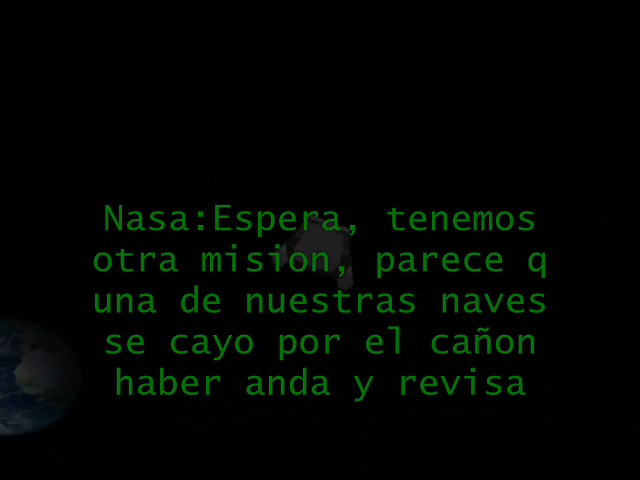 Nasa:Espera, tenemos
otra mision, parece q
una de nuestras naves
se cayo por el cañon
haber anda y revisa